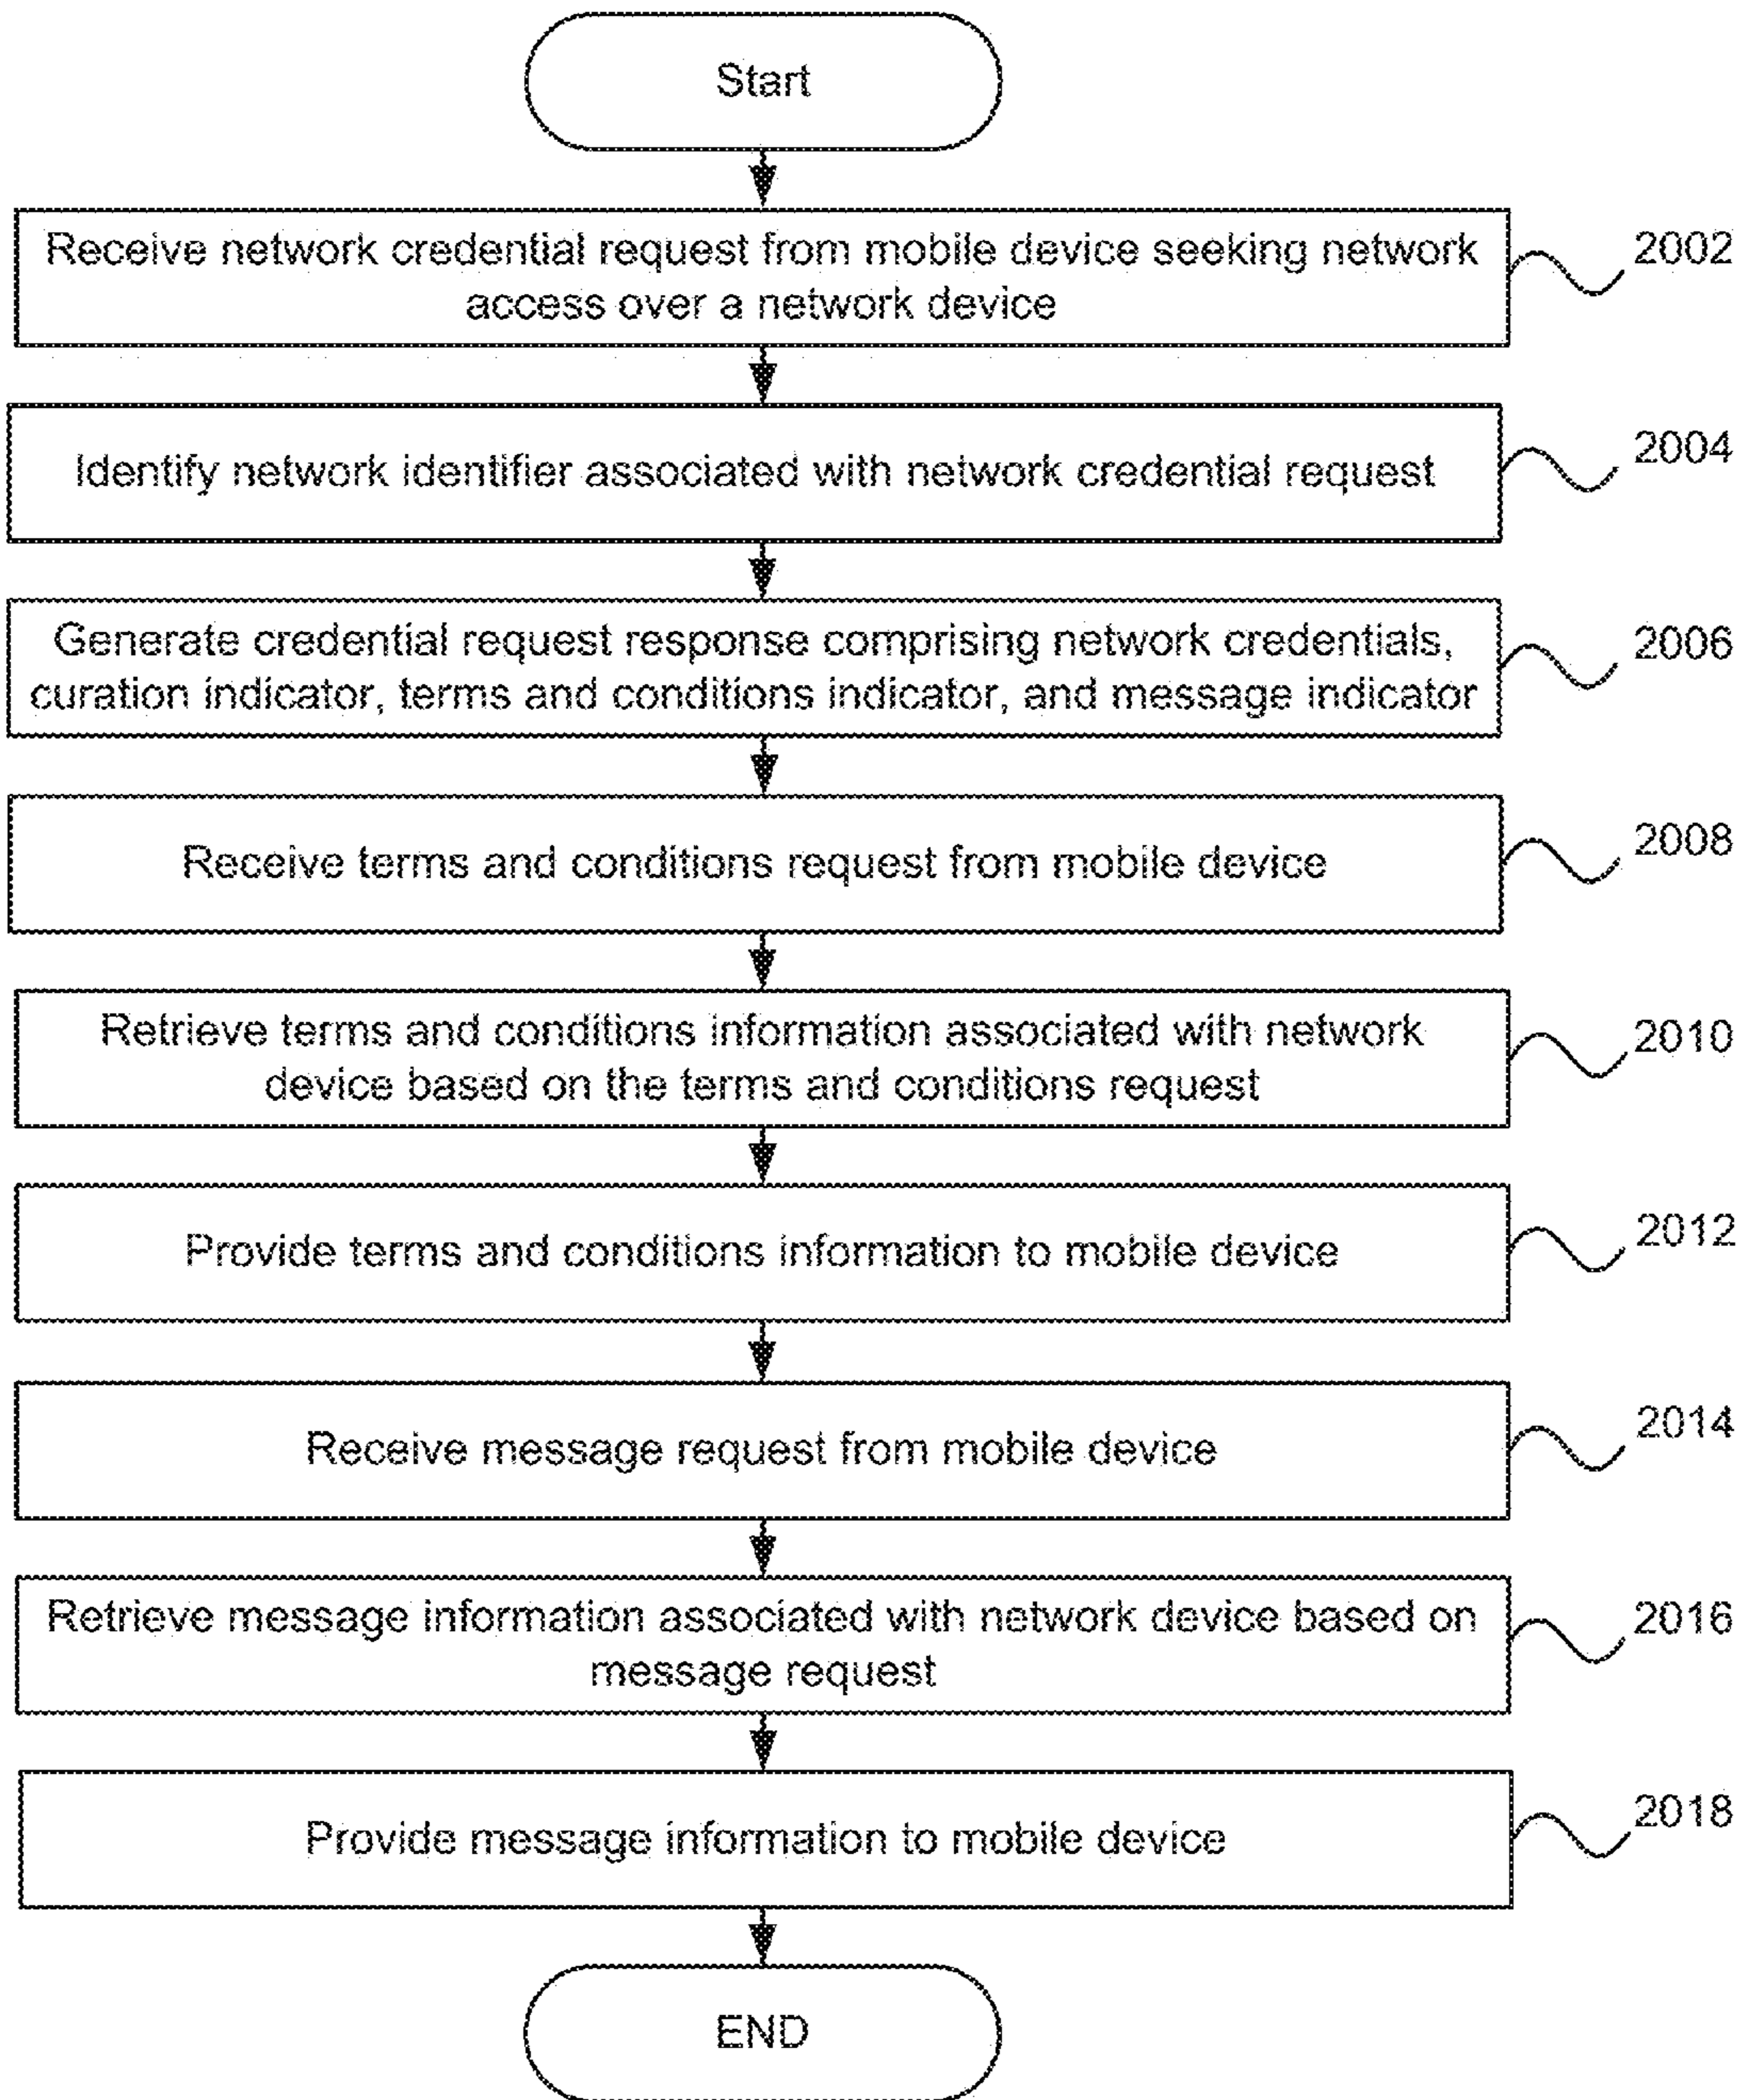 Start
Receive network credential request from mobile device seeking network
access over a network device
2002
Identify network identifier associated with network credential request
2004
Generate credential request response comprising network credentials,
curation indicator, terms and conditions indicator, and message indicator
2006
Receive terms and conditions request from mobile device
2008
Retrieve terms and conditions information associated with network
device based on the terms and conditions request
2010
Provide terms and conditions information to mobile device
2012
Receive message request from mobile device
2014
Retrieve message information associated with network device based on
message request
2016
Provide message information to mobile device
2018
END